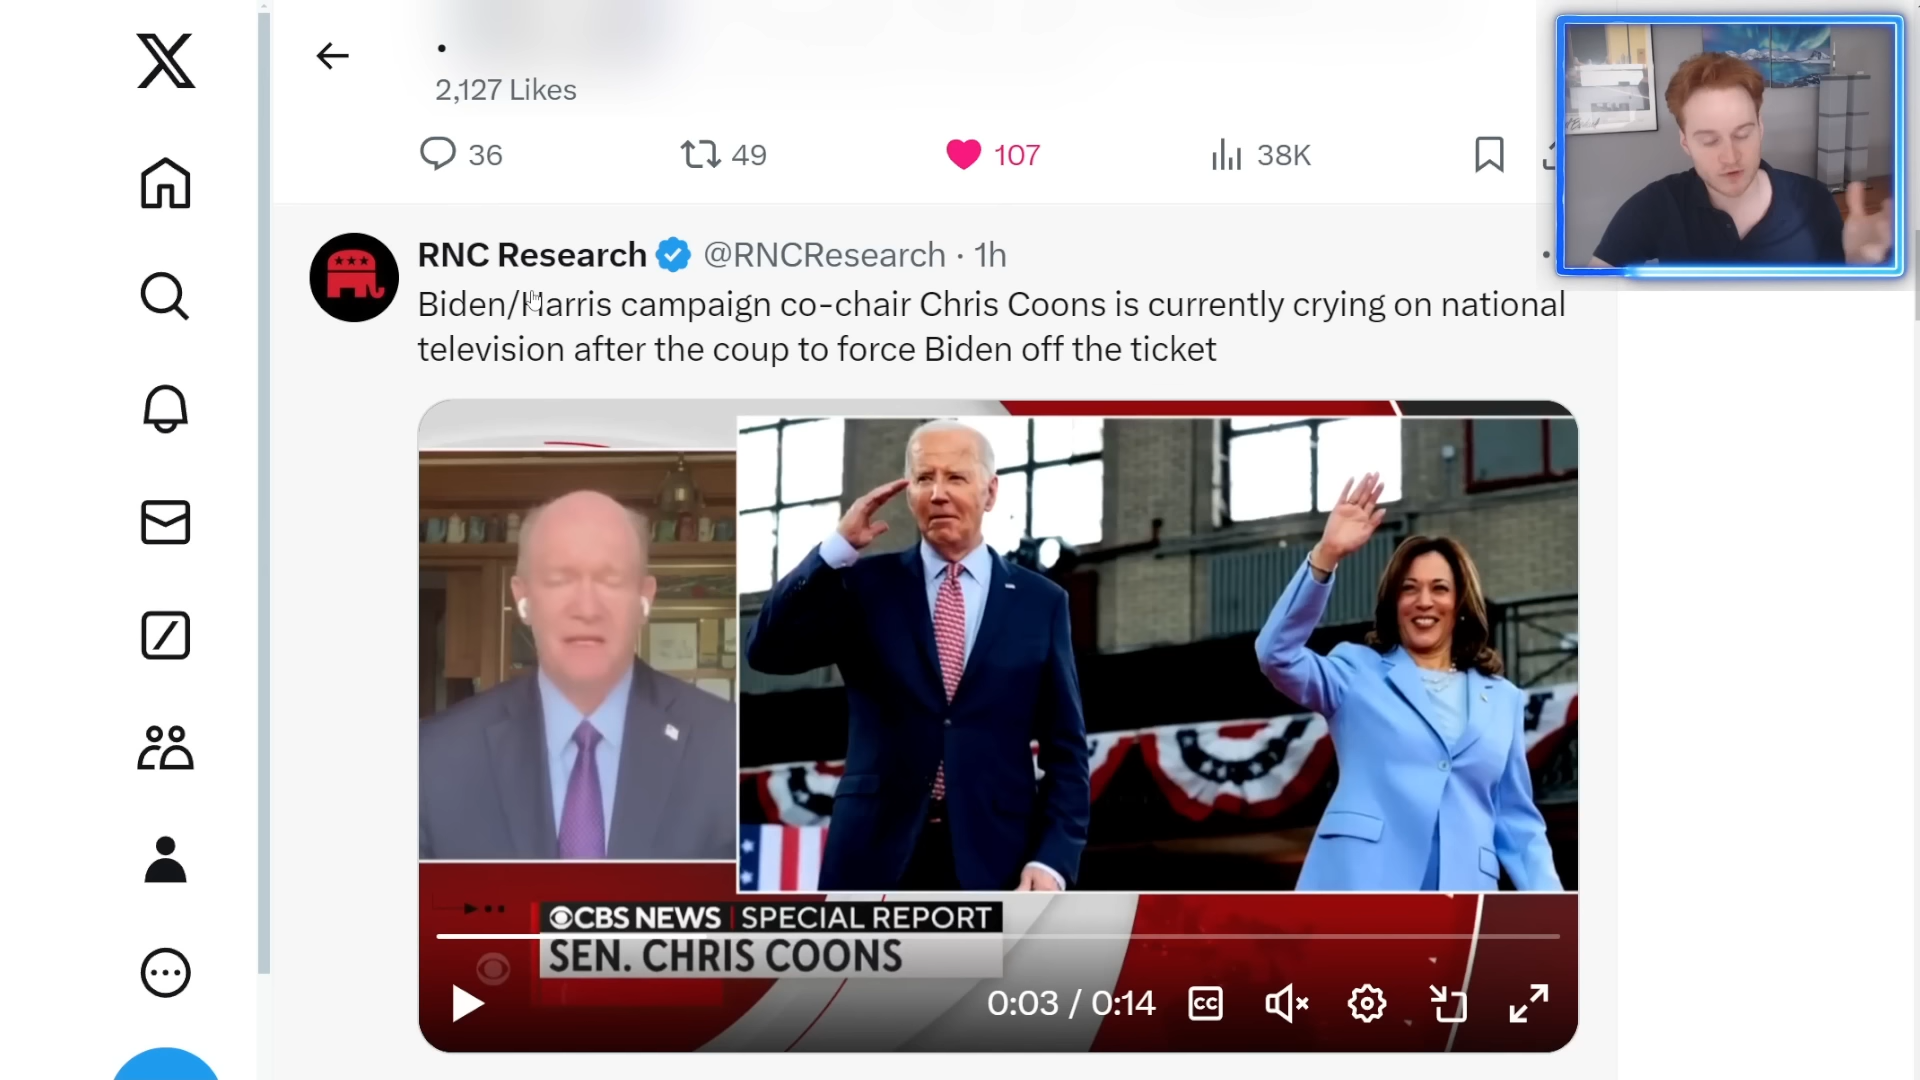 2,127 Likes
36
49
107
38K
RNC Research @RNCResearch · 1h
Biden/Harris campaign co-chair Chris Coons is currently crying on national
television after the coup to force Biden off the ticket
CBS NEWS | SPECIAL REPORT
SEN. CHRIS COONS
0:03 / 0:14
CC